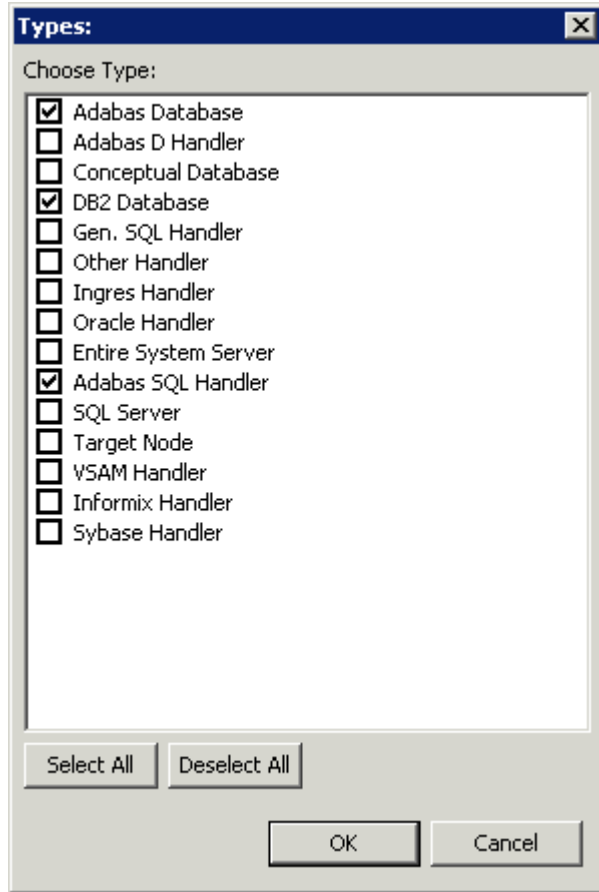 Types:
Choose Type:
Adabas Database
Adabas D Handler
Conceptual Database
DB2 Database
Gen. SQL Handler
Other Handler
Ingres Handler
Oracle Handler
Entire System Server
Adabas SQL Handler
SQL Server
Target Node
VSAM Handler
Informix Handler
Sybase Handler
Select All Deselect All
OK Cancel